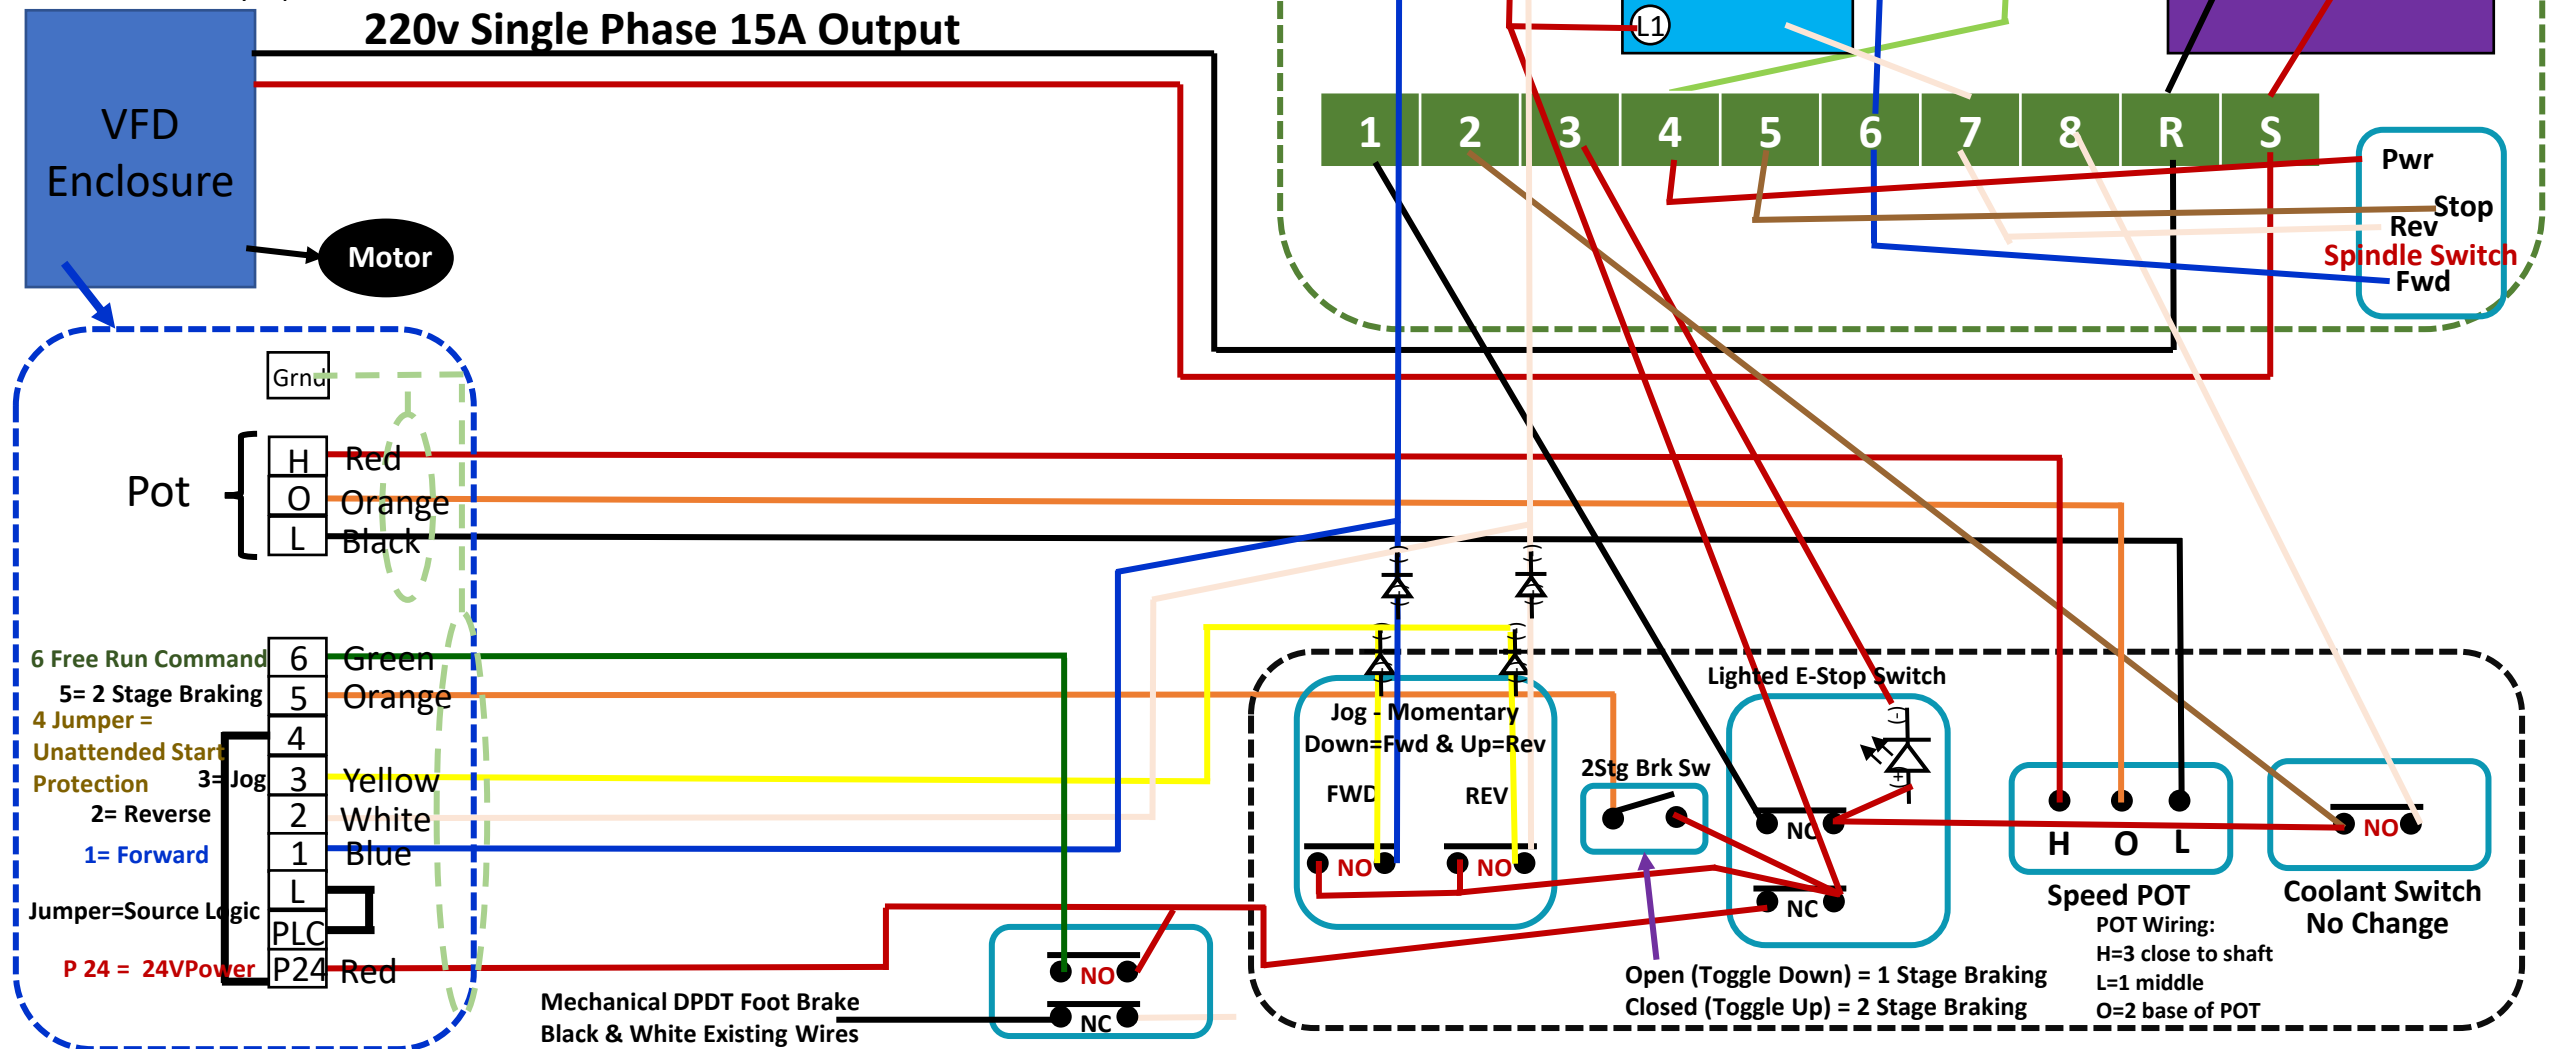 220v Single Phase 15A Output
L1
VFD
Enclosure
Motor
1 2 3 4 5 6 7 8 R S
Pwr
Stop
Rev
Spindle Switch
Fwd
Grnd
Pot
H Red
O Orange
L Black
6 Free Run Command 6 Green
5= 2 Stage Braking 5 Orange
4 Jumper =
Unattended Start
Protection
4
3= Jog 3 Yellow
2= Reverse 2 White
1= Forward 1 Blue
L
Jumper=Source Logic
PLC
P 24 = 24VPower P24 Red
Mechanical DPDT Foot Brake
Black & White Existing Wires
NO
NC
Jog - Momentary
Down=Fwd & Up=Rev
FWD REV
NO NO
2Stg Brk Sw
Open (Toggle Down) = 1 Stage Braking
Closed (Toggle Up) = 2 Stage Braking
Lighted E-Stop Switch
(-)
(+)
NC
NC
H O L
Speed POT
POT Wiring:
H=3 close to shaft
L=1 middle
O=2 base of POT
NO
Coolant Switch
No Change